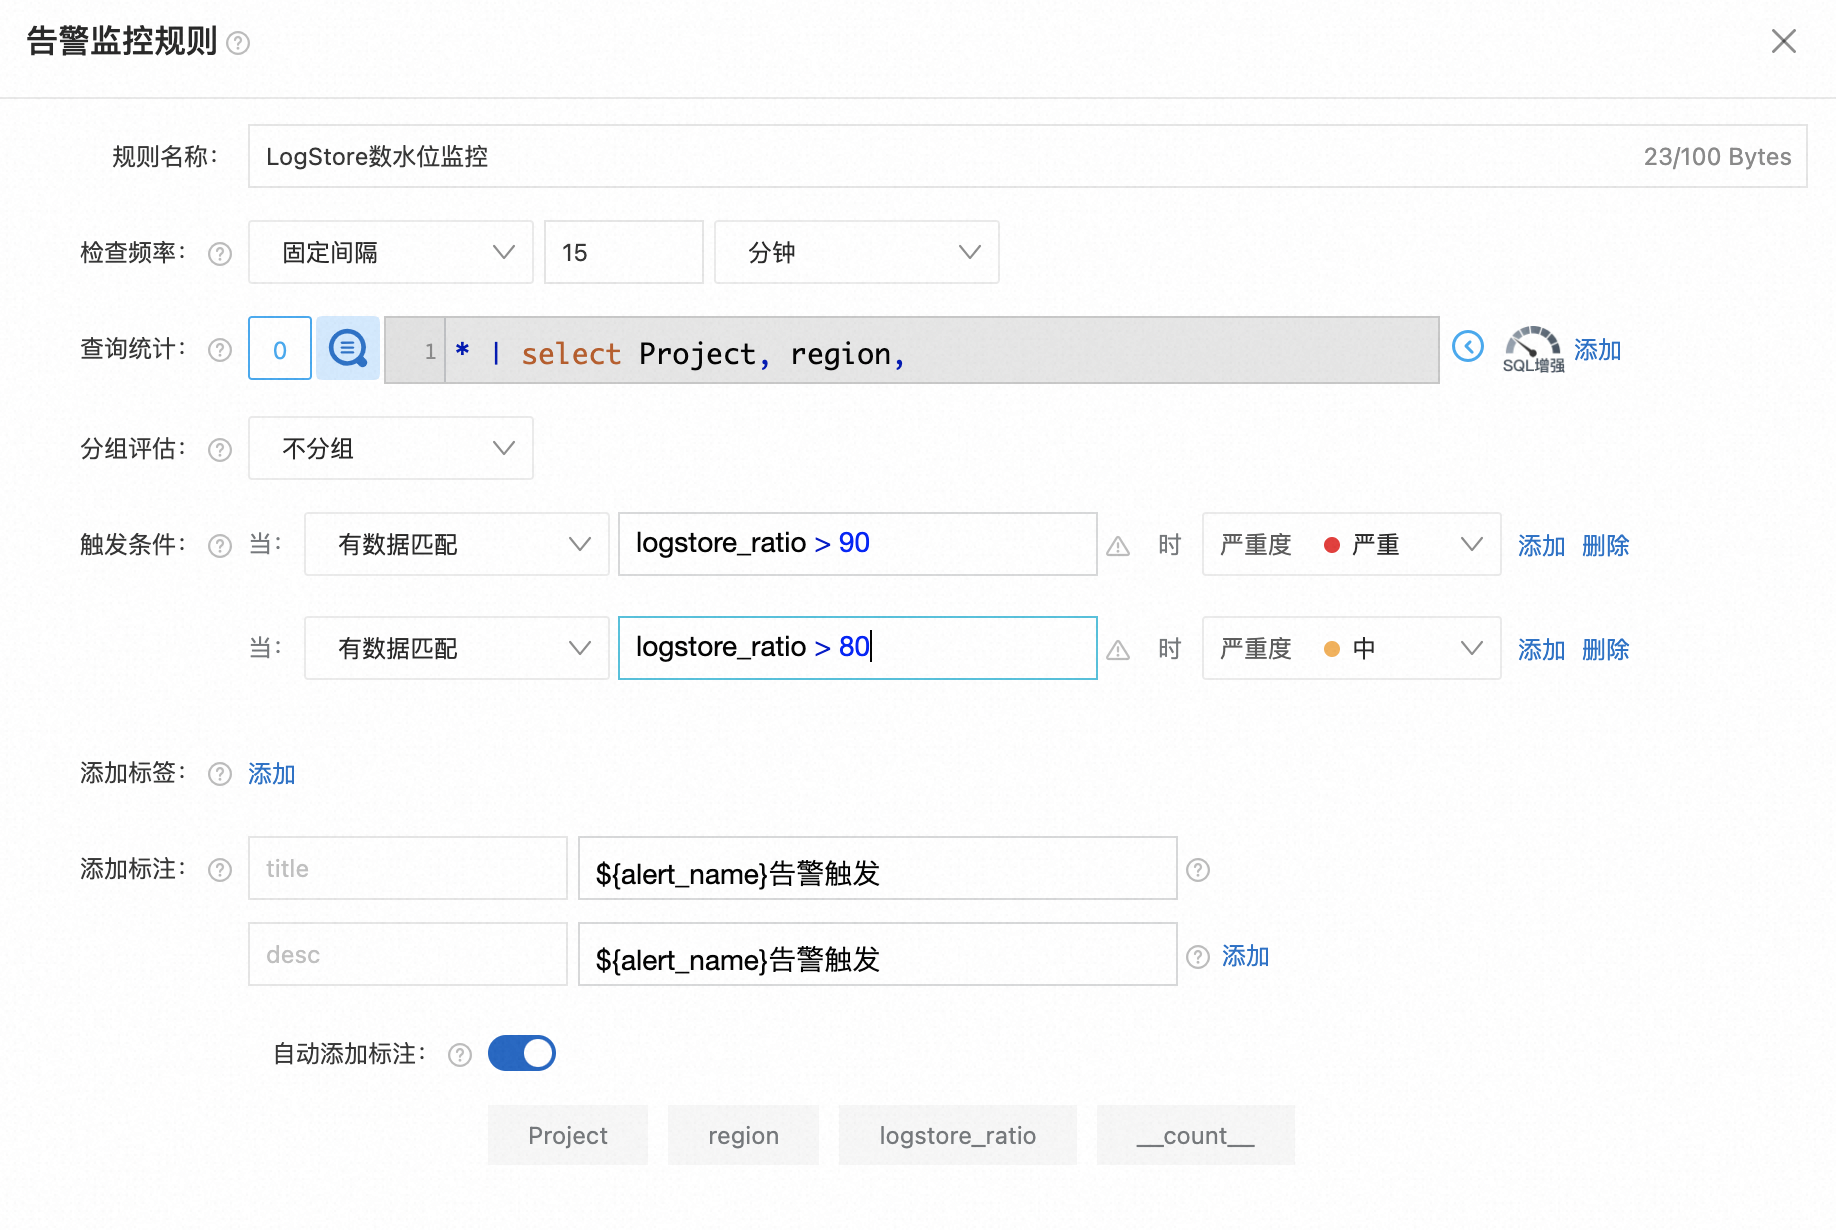 告警监控规则
规则名称： LogStore数水位监控 23/100 Bytes
检查频率： 固定间隔 15 分钟
查询统计： 0 1 * | select Project, region, SQL增强 添加
分组评估： 不分组
触发条件： 当： 有数据匹配 logstore_ratio > 90 时 严重度 严重 添加 删除
当： 有数据匹配 logstore_ratio > 80 时 严重度 中 添加 删除
添加标签： 添加
添加标注： title ${alert_name}告警触发
desc ${alert_name}告警触发 添加
自动添加标注：
Project region logstore_ratio __count__